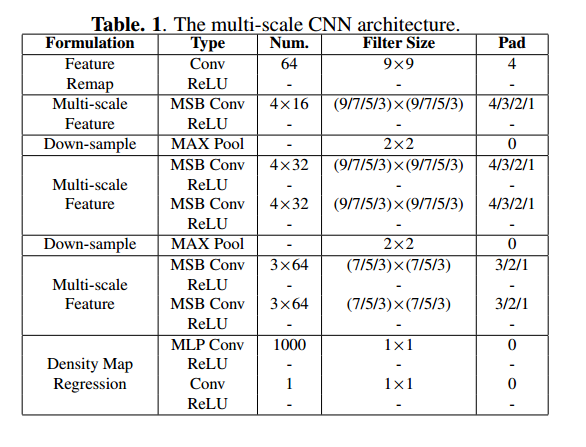 Table. 1. The multi-scale CNN architecture.
Formulation Type Num. Filter Size Pad
Feature Conv 64 9×9 4
Remap ReLU - - -
Multi-scale MSB Conv 4×16 (9/7/5/3)×(9/7/5/3) 4/3/2/1
Feature ReLU - - -
Down-sample MAX Pool - 2×2 0
MSB Conv 4×32 (9/7/5/3)×(9/7/5/3) 4/3/2/1
Multi-scale ReLU - - -
Feature MSB Conv 4×32 (9/7/5/3)×(9/7/5/3) 4/3/2/1
ReLU - - -
Down-sample MAX Pool - 2×2 0
MSB Conv 3×64 (7/5/3)×(7/5/3) 3/2/1
Multi-scale ReLU - - -
Feature MSB Conv 3×64 (7/5/3)×(7/5/3) 3/2/1
ReLU - - -
MLP Conv 1000 1×1 0
Density Map ReLU - - -
Regression Conv 1 1×1 0
ReLU - - -